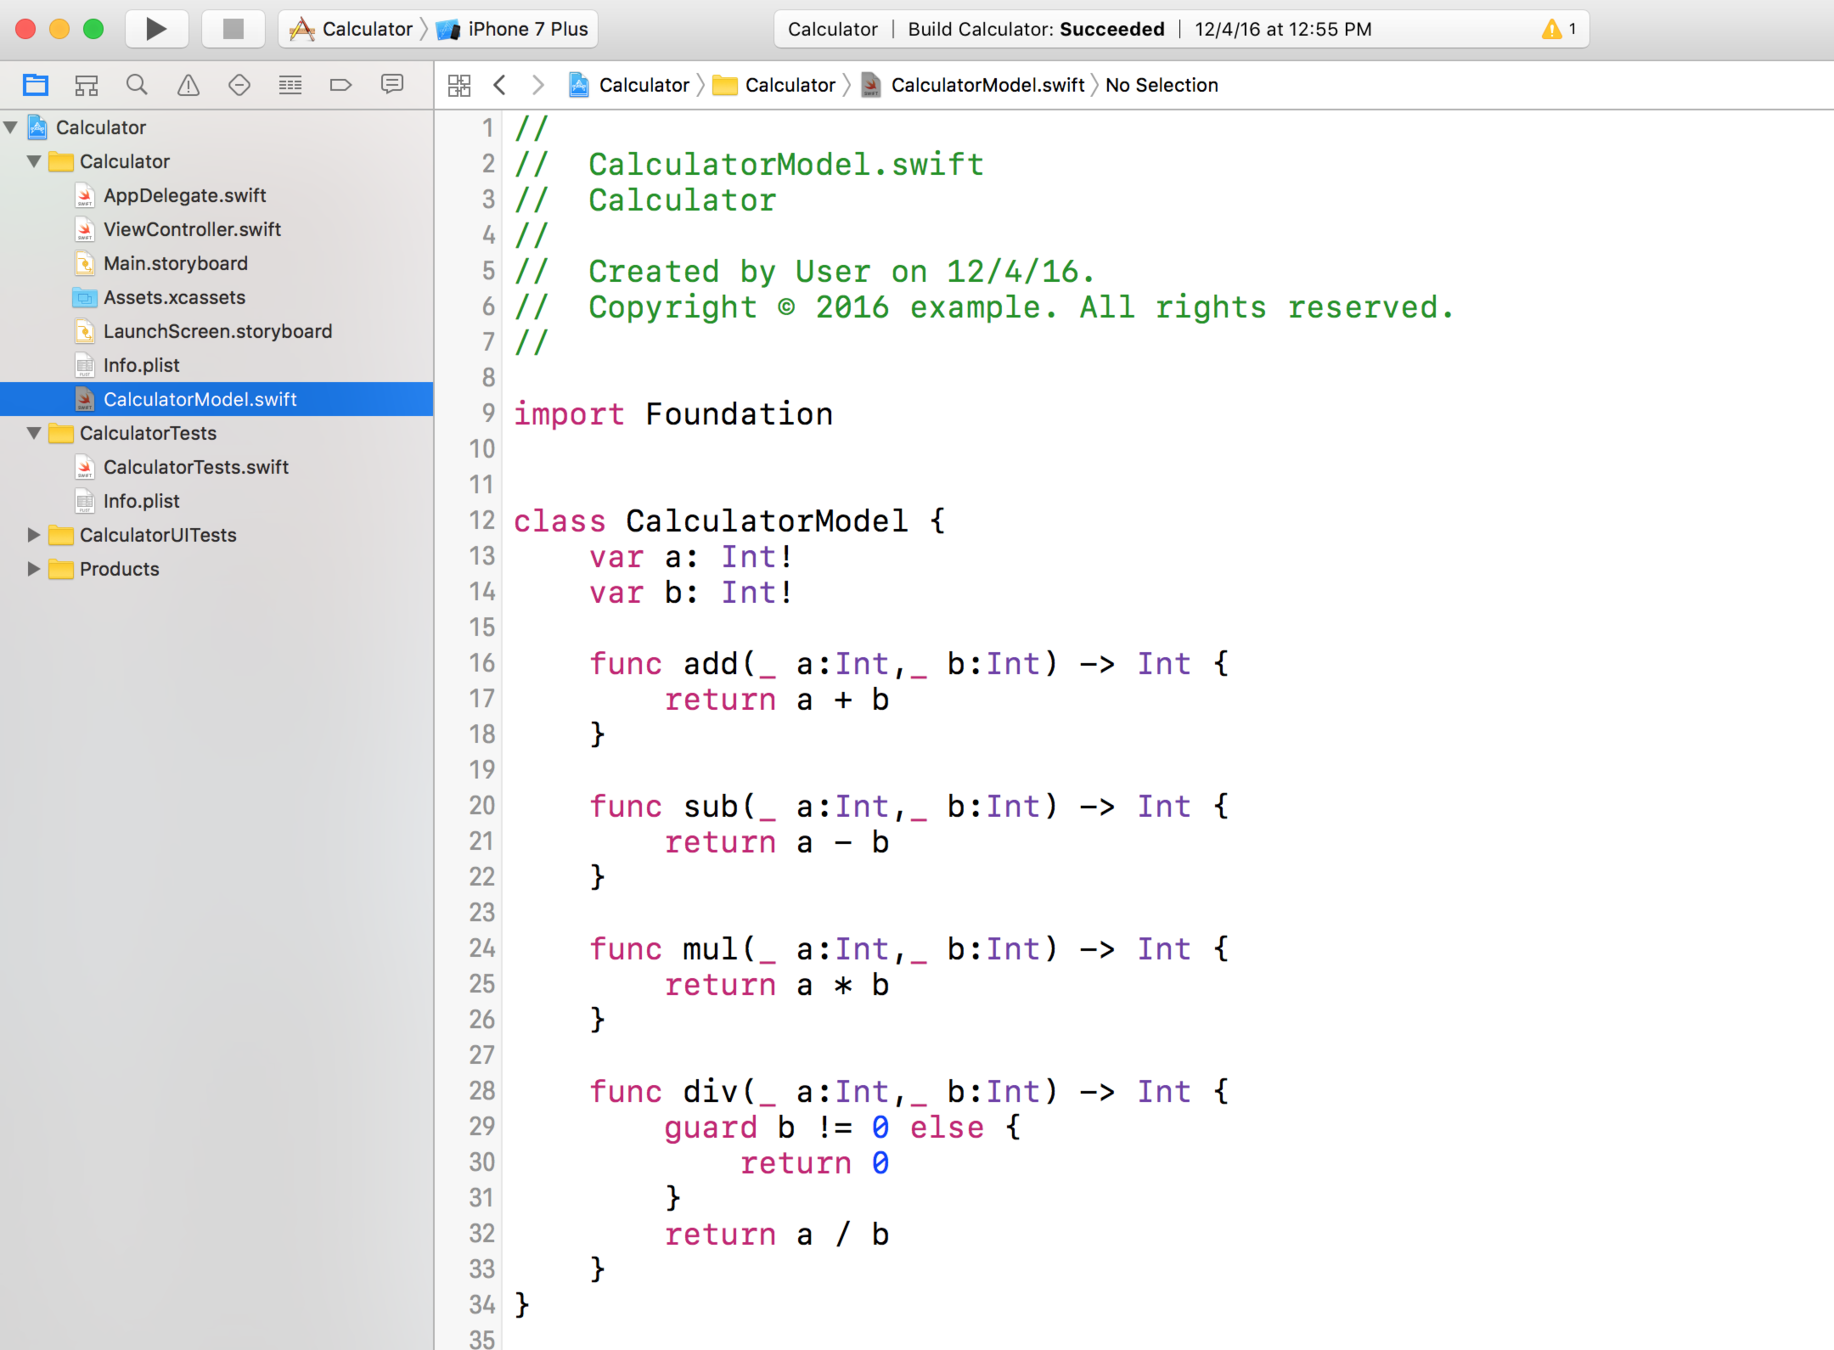 Calculator
iPhone 7 Plus
Calculator | Build Calculator: Succeeded | 12/4/16 at 12:55 PM
1
Calculator
Calculator
CalculatorModel.swift
No Selection
Calculator
Calculator
AppDelegate.swift
ViewController.swift
Main.storyboard
Assets.xcassets
LaunchScreen.storyboard
Info.plist
CalculatorModel.swift
CalculatorTests
CalculatorTests.swift
Info.plist
CalculatorUITests
Products
1 //
2 //  CalculatorModel.swift
3 //  Calculator
4 //
5 //  Created by User on 12/4/16.
6 //  Copyright © 2016 example. All rights reserved.
7 //
8
9 import Foundation
10
11
12 class CalculatorModel {
13     var a: Int!
14     var b: Int!
15
16     func add(_ a:Int,_ b:Int) -> Int {
17         return a + b
18     }
19
20     func sub(_ a:Int,_ b:Int) -> Int {
21         return a - b
22     }
23
24     func mul(_ a:Int,_ b:Int) -> Int {
25         return a * b
26     }
27
28     func div(_ a:Int,_ b:Int) -> Int {
29         guard b != 0 else {
30             return 0
31         }
32         return a / b
33     }
34 }
35